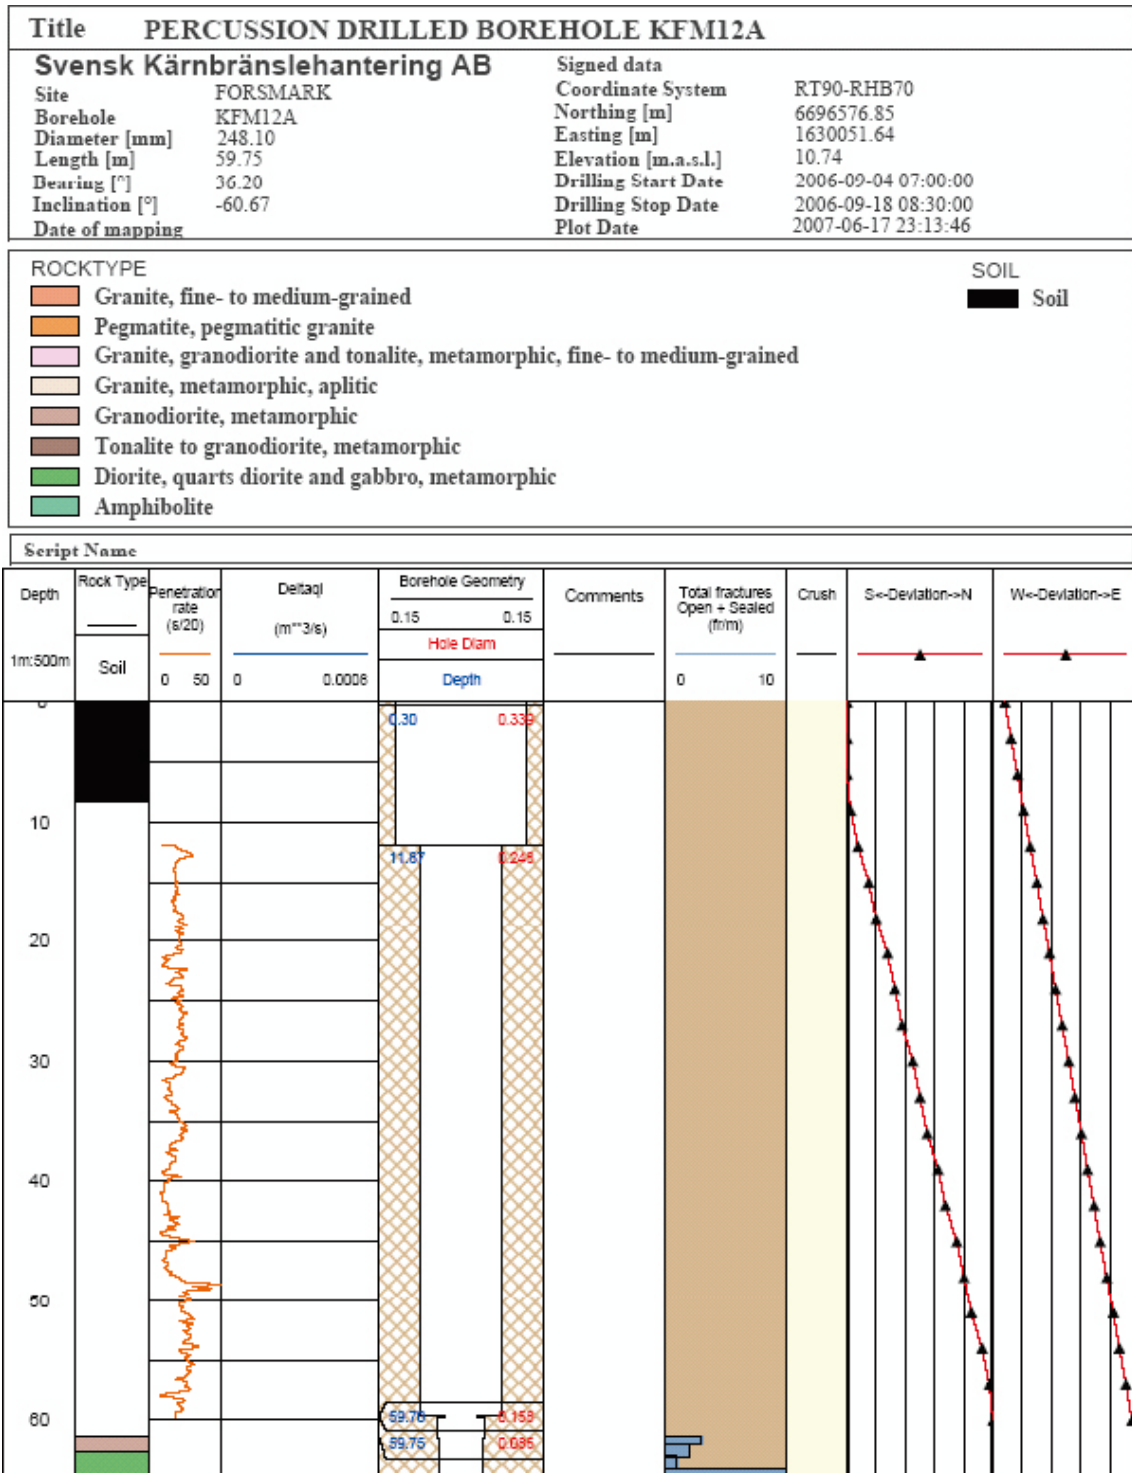 Title PERCUSSION DRILLED BOREHOLE KFM12A
Svensk Kärnbränslehantering AB
Site FORSMARK
Borehole KFM12A
Diameter [mm] 248.10
Length [m] 59.75
Bearing [°] 36.20
Inclination [°] -60.67
Date of mapping
Signed data
Coordinate System RT90-RHB70
Northing [m] 6696576.85
Easting [m] 1630051.64
Elevation [m.a.s.l.] 10.74
Drilling Start Date 2006-09-04 07:00:00
Drilling Stop Date 2006-09-18 08:30:00
Plot Date 2007-06-17 23:13:46
ROCKTYPE
Granite, fine- to medium-grained
Pegmatite, pegmatitic granite
Granite, granodiorite and tonalite, metamorphic, fine- to medium-grained
Granite, metamorphic, aplitic
Granodiorite, metamorphic
Tonalite to granodiorite, metamorphic
Diorite, quarts diorite and gabbro, metamorphic
Amphibolite
SOIL
Soil
Script Name
Depth
1m:500m
Rock Type
Soil
Penetration
rate
(s/20)
0 50
Deltaql
(m**3/s)
0 0.0008
Borehole Geometry
0.15 0.15
Hole Diam
Depth
Comments
Total fractures
Open + Sealed
(fr/m)
0 10
Crush
S<-Deviation->N
W<-Deviation->E
0
0.30 0.339
10
11.87
20
30
40
50
60
59.75